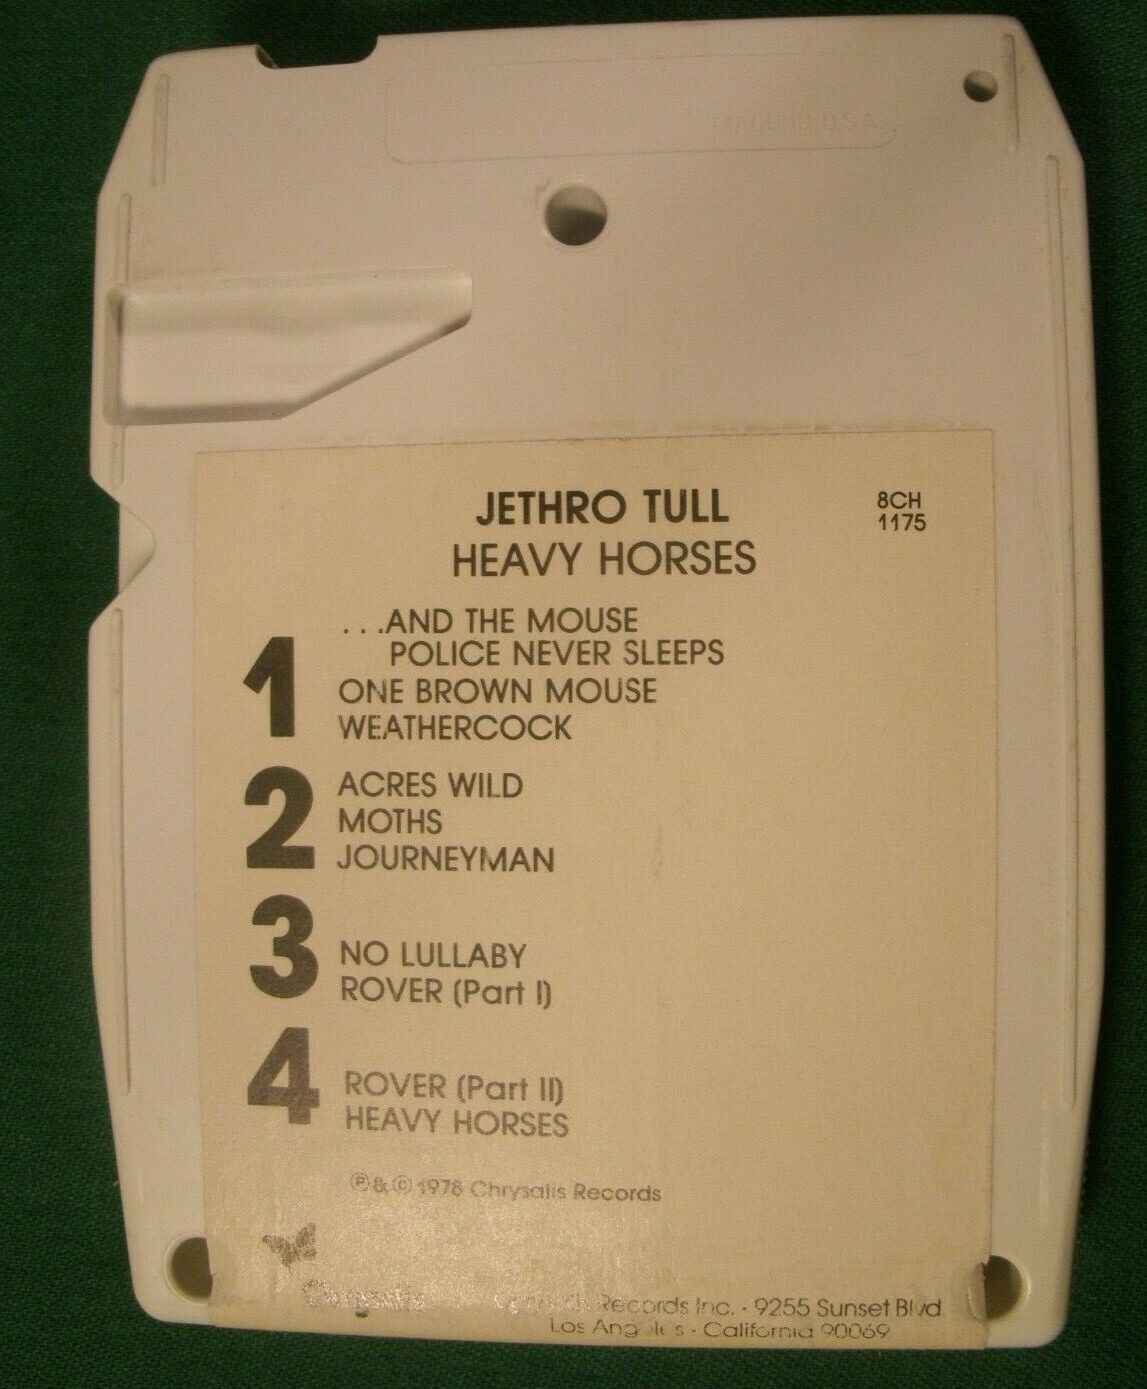 JETHRO TULL
HEAVY HORSES
8CH
1175
1
...AND THE MOUSE
POLICE NEVER SLEEPS
ONE BROWN MOUSE
WEATHERCOCK
2
ACRES WILD
MOTHS
JOURNEYMAN
3
NO LULLABY
ROVER (Part I)
4
ROVER (Part II)
HEAVY HORSES
℗ & © 1978 Chrysalis Records
Records Inc. · 9255 Sunset Blvd.
Los Angeles · California 90069